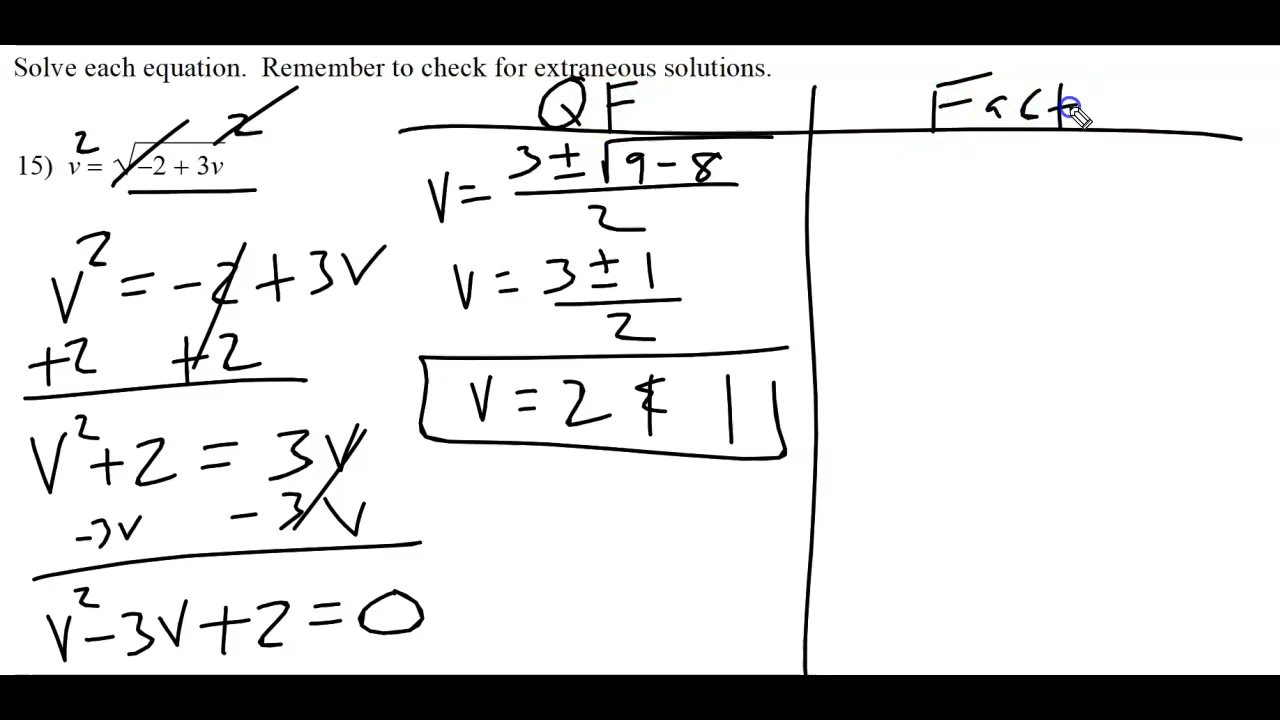 Solve each equation. Remember to check for extraneous solutions.
15) v² = √-2 + 3v ²
v² = -2 + 3v
+2 +2
v² + 2 = 3v
-3v - 3v
v² - 3v + 2 = 0
QF
v = 3 ± √9 - 8 / 2
v = 3 ± 1 / 2
v = 2 & 1
Fact